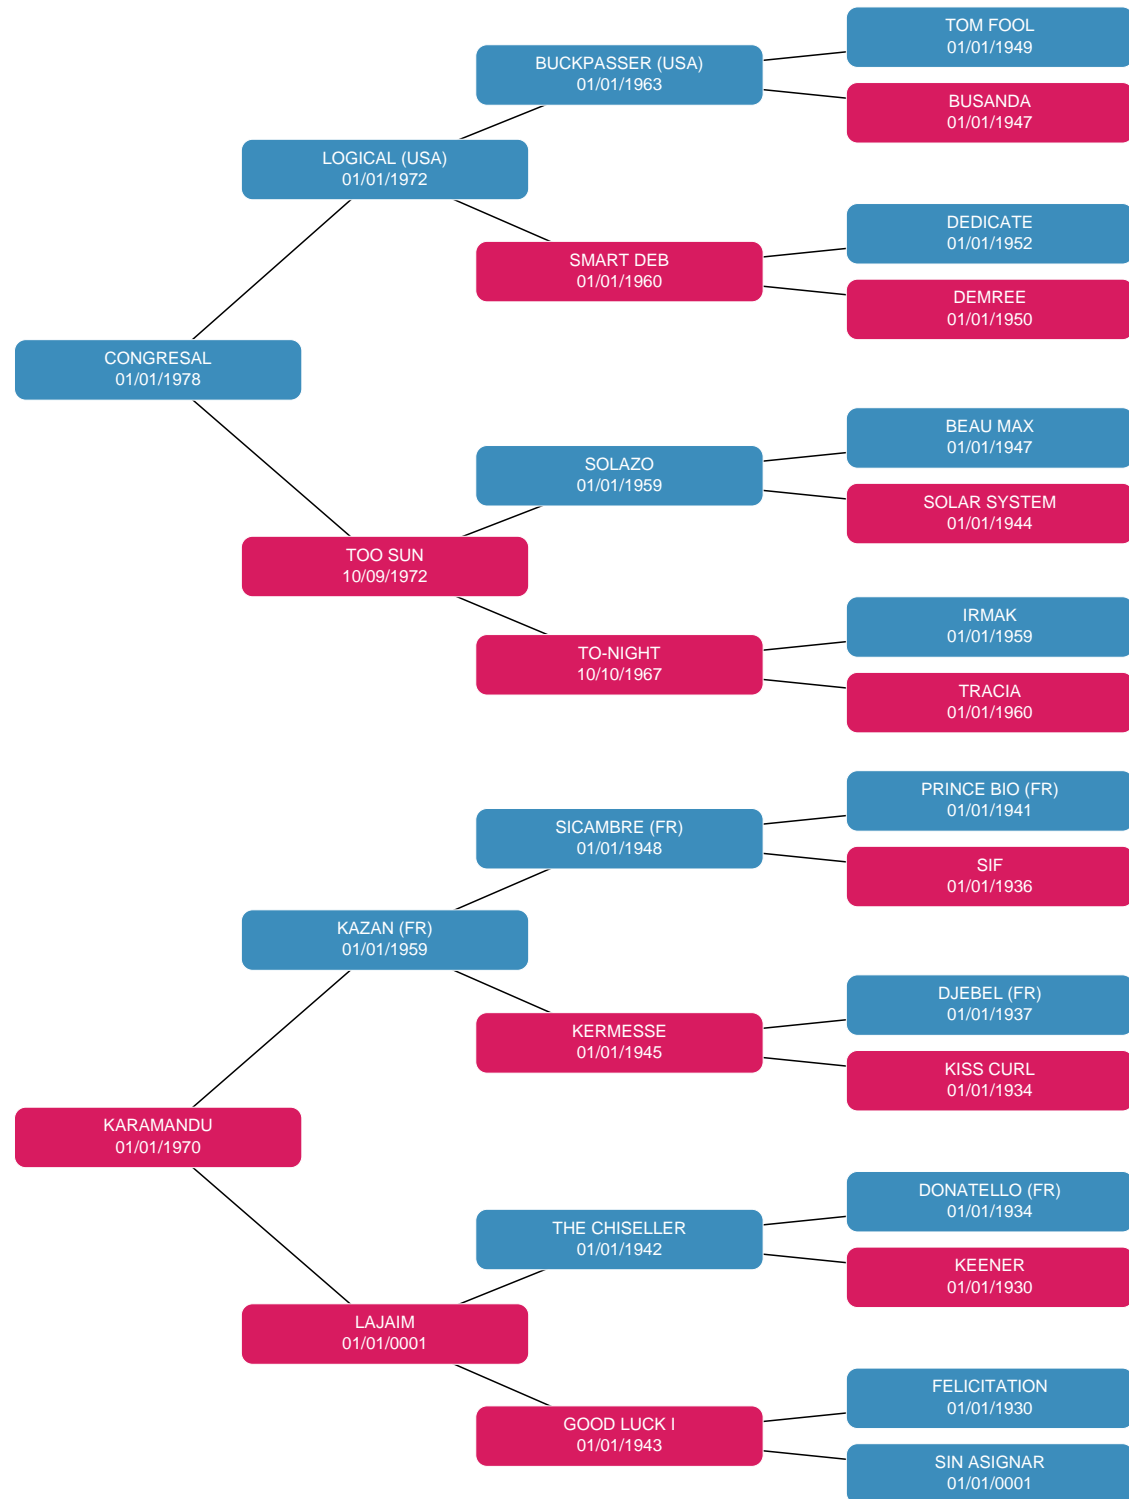 TOM FOOL
01/01/1949
BUCKPASSER (USA)
01/01/1963
BUSANDA
01/01/1947
LOGICAL (USA)
01/01/1972
DEDICATE
01/01/1952
SMART DEB
01/01/1960
DEMREE
01/01/1950
CONGRESAL
01/01/1978
BEAU MAX
01/01/1947
SOLAZO
01/01/1959
SOLAR SYSTEM
01/01/1944
TOO SUN
10/09/1972
IRMAK
01/01/1959
TO-NIGHT
10/10/1967
TRACIA
01/01/1960
PRINCE BIO (FR)
01/01/1941
SICAMBRE (FR)
01/01/1948
SIF
01/01/1936
KAZAN (FR)
01/01/1959
DJEBEL (FR)
01/01/1937
KERMESSE
01/01/1945
KISS CURL
01/01/1934
KARAMANDU
01/01/1970
DONATELLO (FR)
01/01/1934
THE CHISELLER
01/01/1942
KEENER
01/01/1930
LAJAIM
01/01/0001
FELICITATION
01/01/1930
GOOD LUCK I
01/01/1943
SIN ASIGNAR
01/01/0001